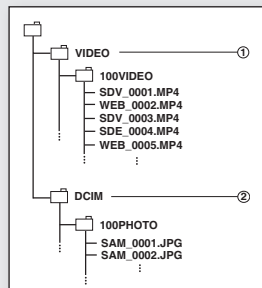 VIDEO ①
100VIDEO
SDV_0001.MP4
WEB_0002.MP4
SDV_0003.MP4
SDE_0004.MP4
WEB_0005.MP4
DCIM ②
100PHOTO
SAM_0001.JPG
SAM_0002.JPG